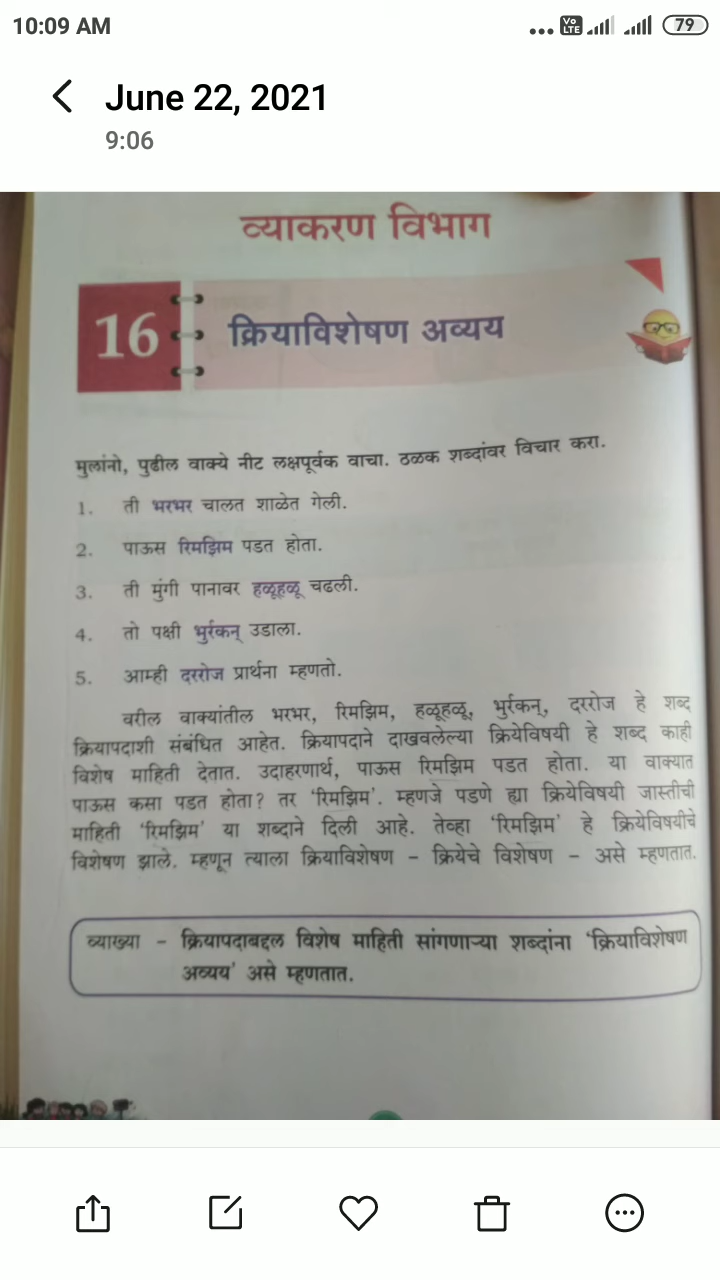 10:09 AM
Vo LTE
79
June 22, 2021
9:06
व्याकरण विभाग
16
क्रियाविशेषण अव्यय
मुलांनो, पुढील वाक्ये नीट लक्षपूर्वक वाचा. ठळक शब्दांवर विचार करा.
1. ती भरभर चालत शाळेत गेली.
2. पाऊस रिमझिम पडत होता.
3. ती मुंगी पानावर हळूहळू चढली.
4. तो पक्षी भुर्रकन् उडाला.
5. आम्ही दररोज प्रार्थना म्हणतो.
वरील वाक्यांतील भरभर, रिमझिम, हळूहळू, भुर्रकन्, दररोज हे शब्द
क्रियापदाशी संबंधित आहेत. क्रियापदाने दाखवलेल्या क्रियेविषयी हे शब्द काही
विशेष माहिती देतात. उदाहरणार्थ, पाऊस रिमझिम पडत होता. या वाक्यात
पाऊस कसा पडत होता? तर ‘रिमझिम’. म्हणजे पडणे ह्या क्रियेविषयी जास्तीची
माहिती ‘रिमझिम’ या शब्दाने दिली आहे. तेव्हा ‘रिमझिम’ हे क्रियेविषयीचे
विशेषण झाले. म्हणून त्याला क्रियाविशेषण – क्रियेचे विशेषण – असे म्हणतात.
व्याख्या – क्रियापदाबद्दल विशेष माहिती सांगणाऱ्या शब्दांना ‘क्रियाविशेषण
अव्यय’ असे म्हणतात.